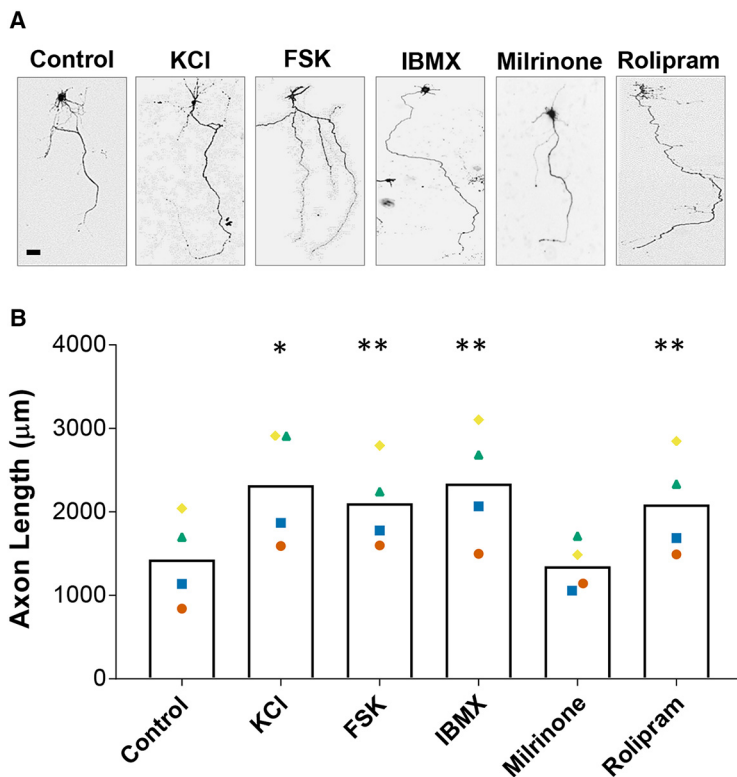 A
Control KCl FSK IBMX Milrinone Rolipram
B
Axon Length (μm)
4000
3000
2000
1000
0
* ** ** **
Control KCl FSK IBMX Milrinone Rolipram